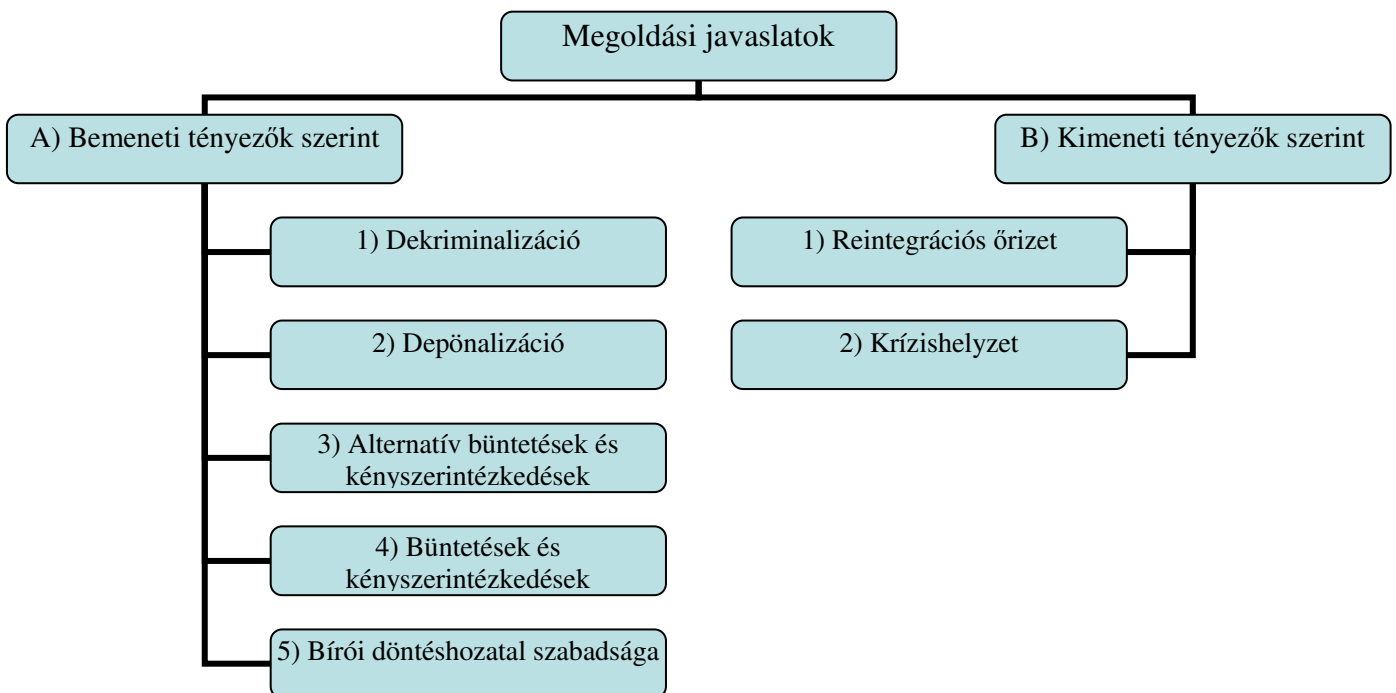 Megoldási javaslatok
A) Bemeneti tényezők szerint
1) Dekriminalizáció
2) Depönalizáció
3) Alternatív büntetések és
kényszerintézkedések
4) Büntetések és
kényszerintézkedések
5) Bírói döntéshozatal szabadsága
B) Kimeneti tényezők szerint
1) Reintegrációs őrizet
2) Krízishelyzet